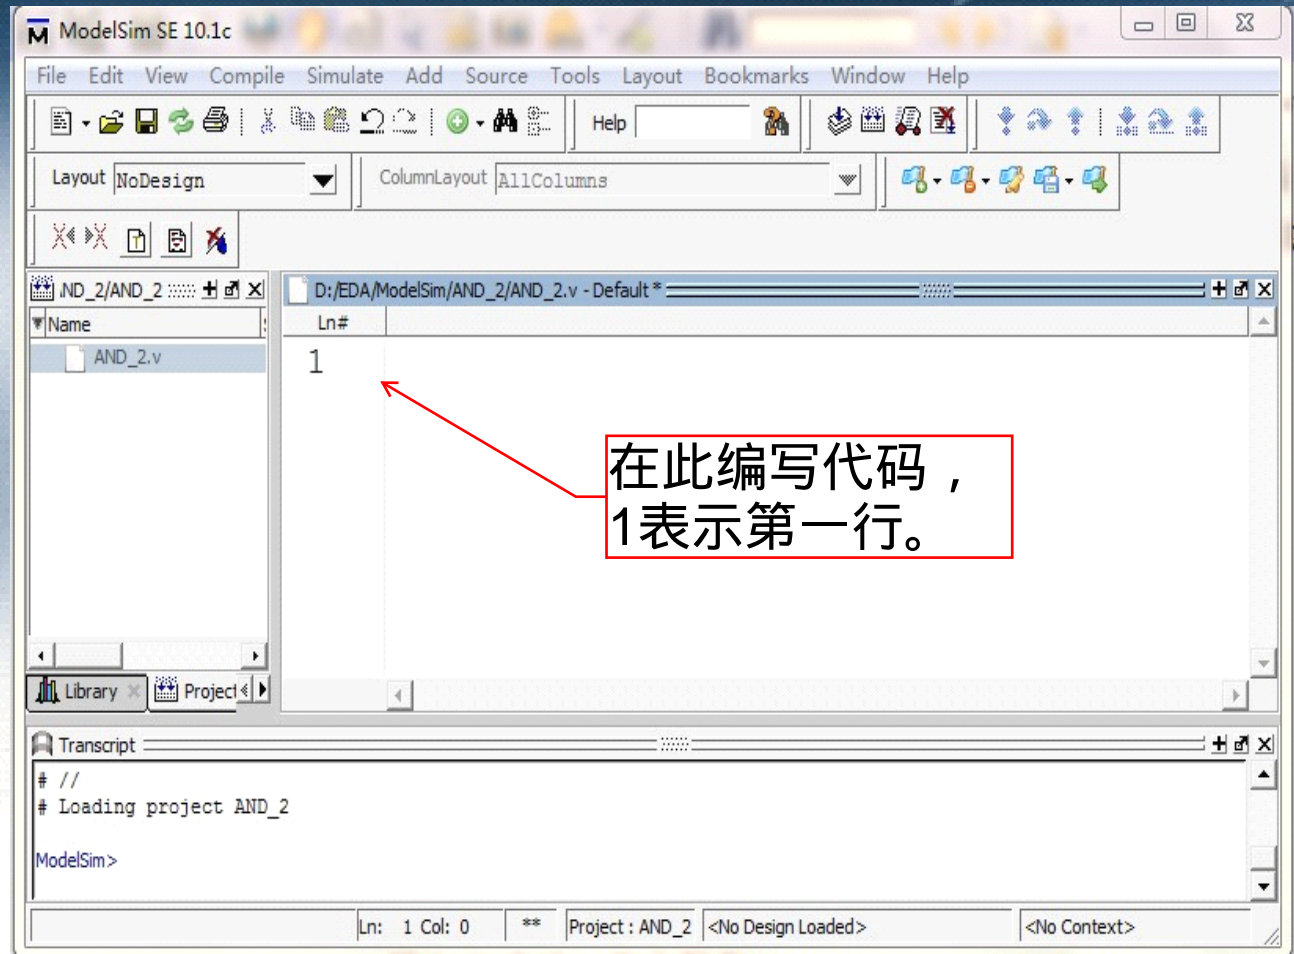 ModelSim SE 10.1c
File Edit View Compile Simulate Add Source Tools Layout Bookmarks Window Help
Help
Layout NoDesign ColumnLayout AllColumns
ND_2/AND_2
D:/EDA/ModelSim/AND_2/AND_2.v - Default *
Name
Ln#
AND_2.v
1
在此编写代码，
1表示第一行。
Library Project
Transcript
# //
# Loading project AND_2
ModelSim>
Ln: 1 Col: 0 ** Project : AND_2 <No Design Loaded> <No Context>